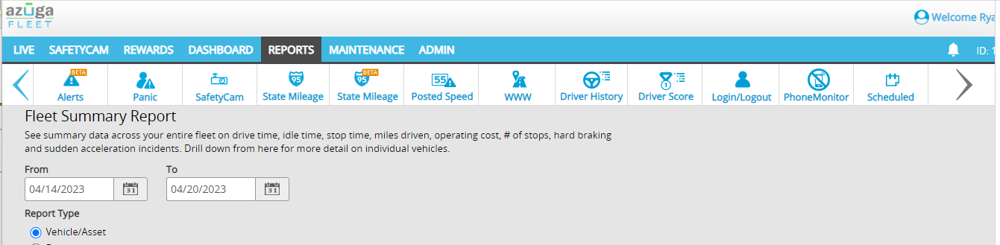 azuga
FLEET
Welcome Rya
LIVE SAFETYCAM REWARDS DASHBOARD REPORTS MAINTENANCE ADMIN ID: 1
BETA BETA
95 95 55 1
Alerts Panic SafetyCam State Mileage State Mileage Posted Speed WWW Driver History Driver Score Login/Logout PhoneMonitor Scheduled
Fleet Summary Report
See summary data across your entire fleet on drive time, idle time, stop time, miles driven, operating cost, # of stops, hard braking
and sudden acceleration incidents. Drill down from here for more detail on individual vehicles.
From To
04/14/2023 31 04/20/2023 31
Report Type
Vehicle/Asset